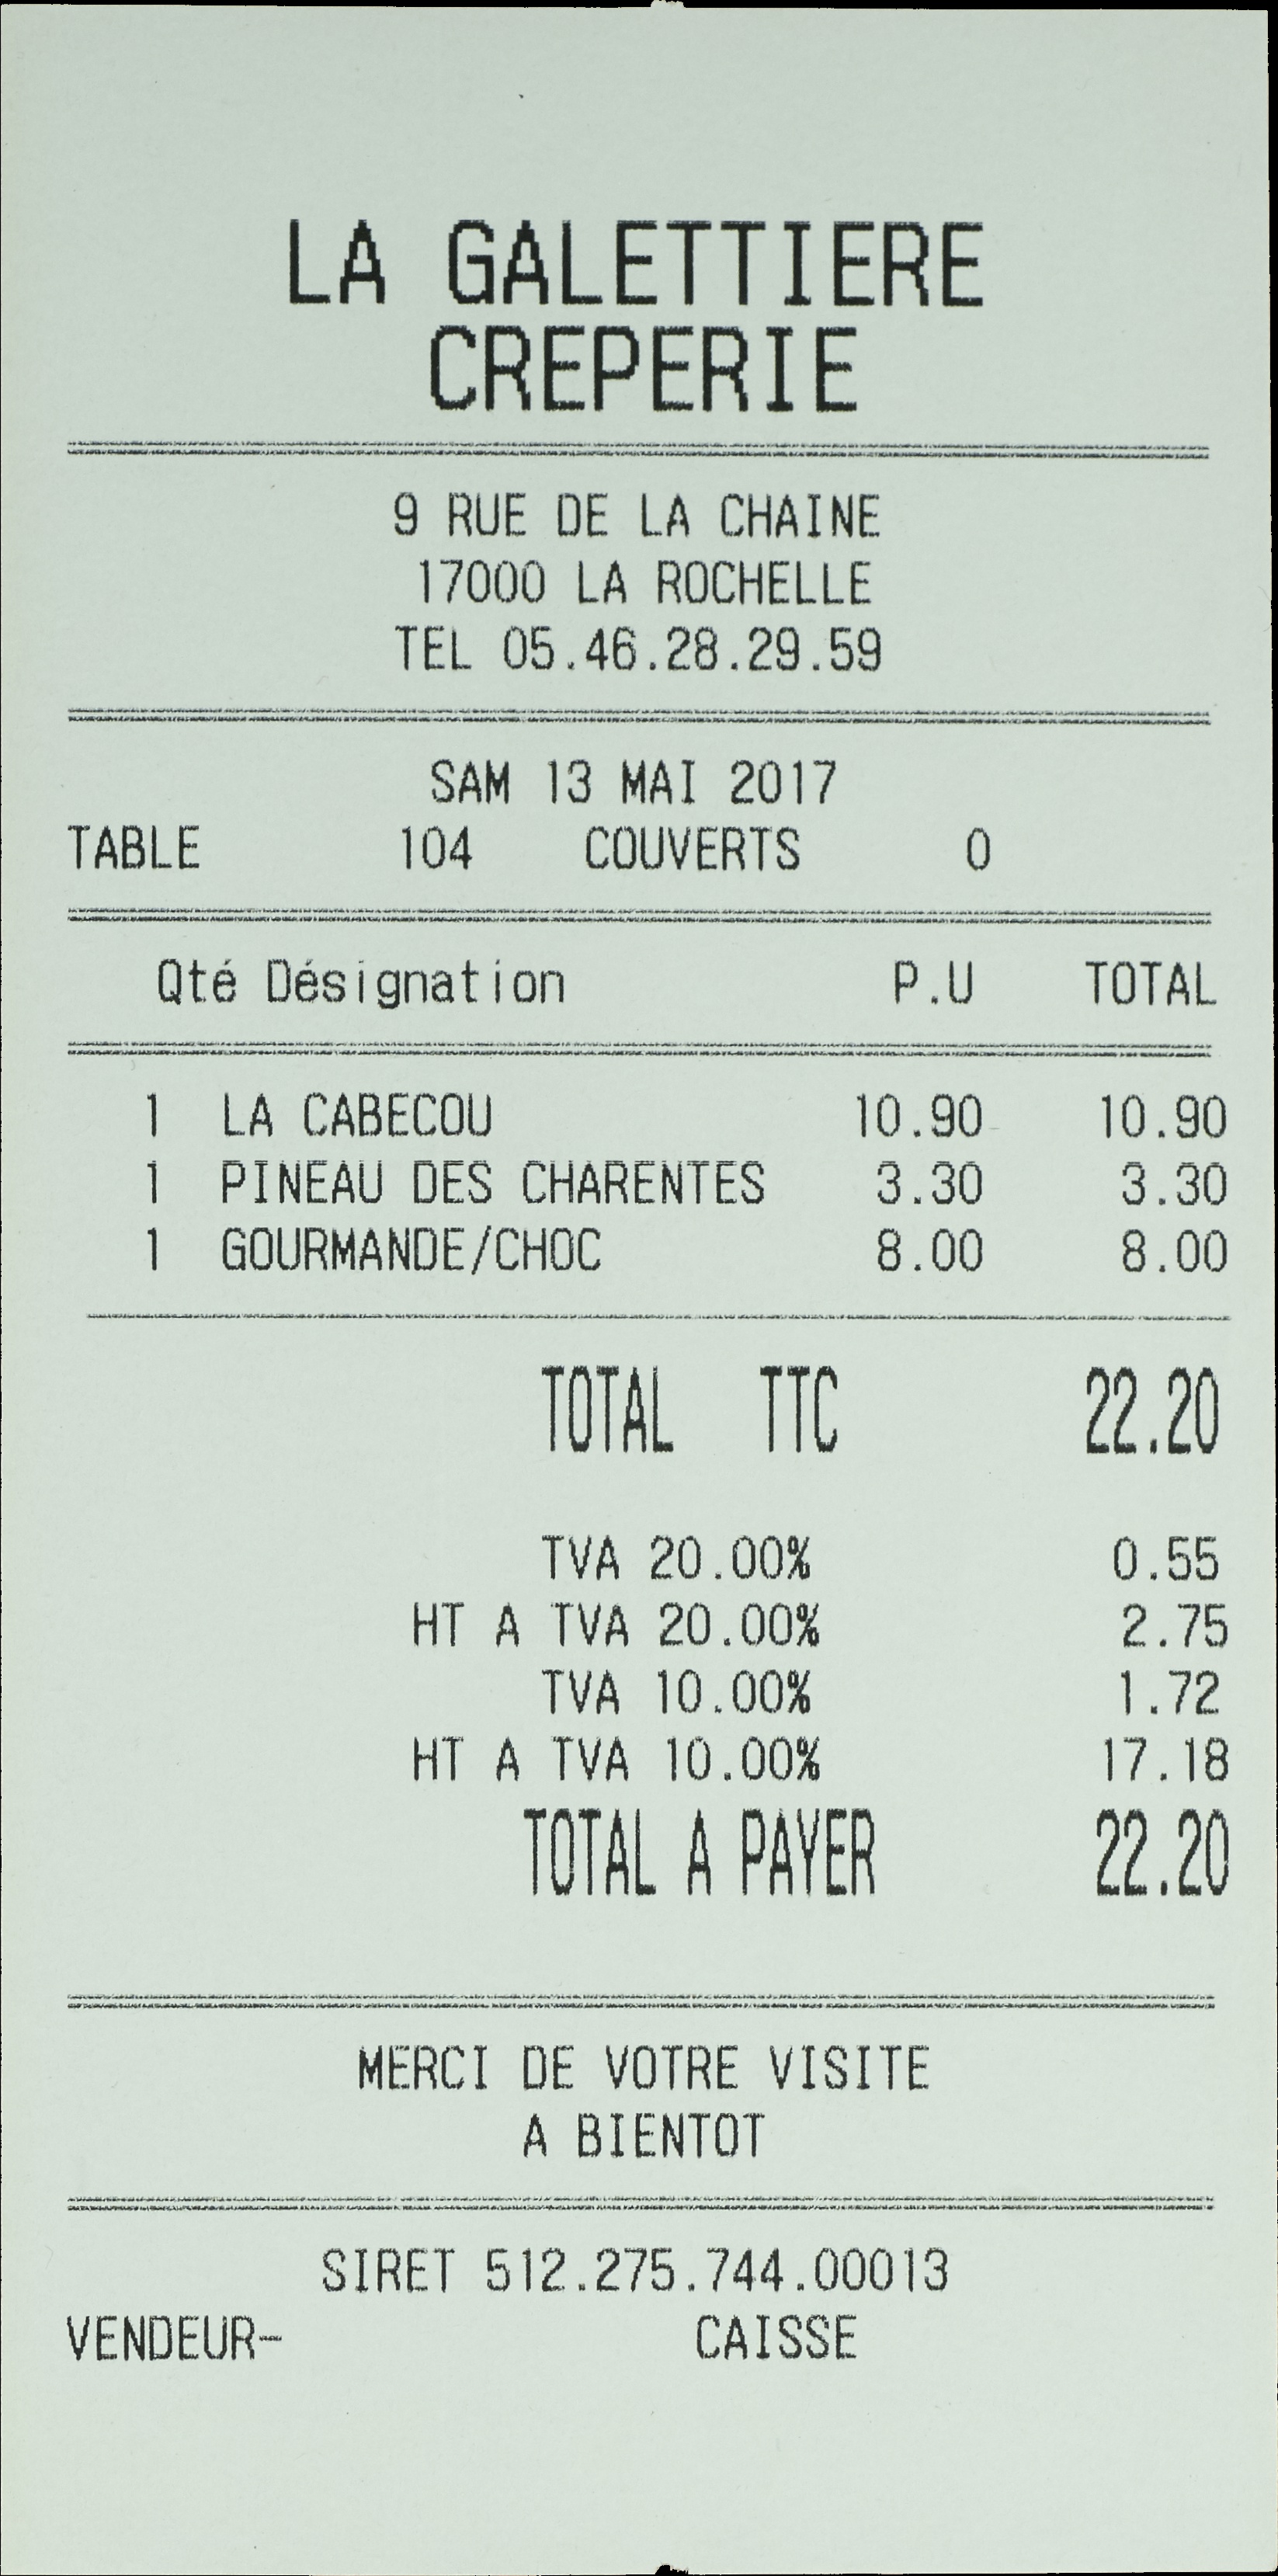 LA GALETTIERE
CREPERIE
9 RUE DE LA CHAINE
17000 LA ROCHELLE
TEL 05.46.28.29.59
SAM 13 MAI 2017
TABLE 104 COUVERTS 0
Qté Désignation P.U TOTAL
1 LA CABECOU 10.90 10.90
1 PINEAU DES CHARENTES 3.30 3.30
1 GOURMANDE/CHOC 8.00 8.00
TOTAL TTC 22.20
TVA 20.00% 0.55
HT A TVA 20.00% 2.75
TVA 10.00% 1.72
HT A TVA 10.00% 17.18
TOTAL A PAYER 22.20
MERCI DE VOTRE VISITE
A BIENTOT
SIRET 512.275.744.00013
VENDEUR- CAISSE